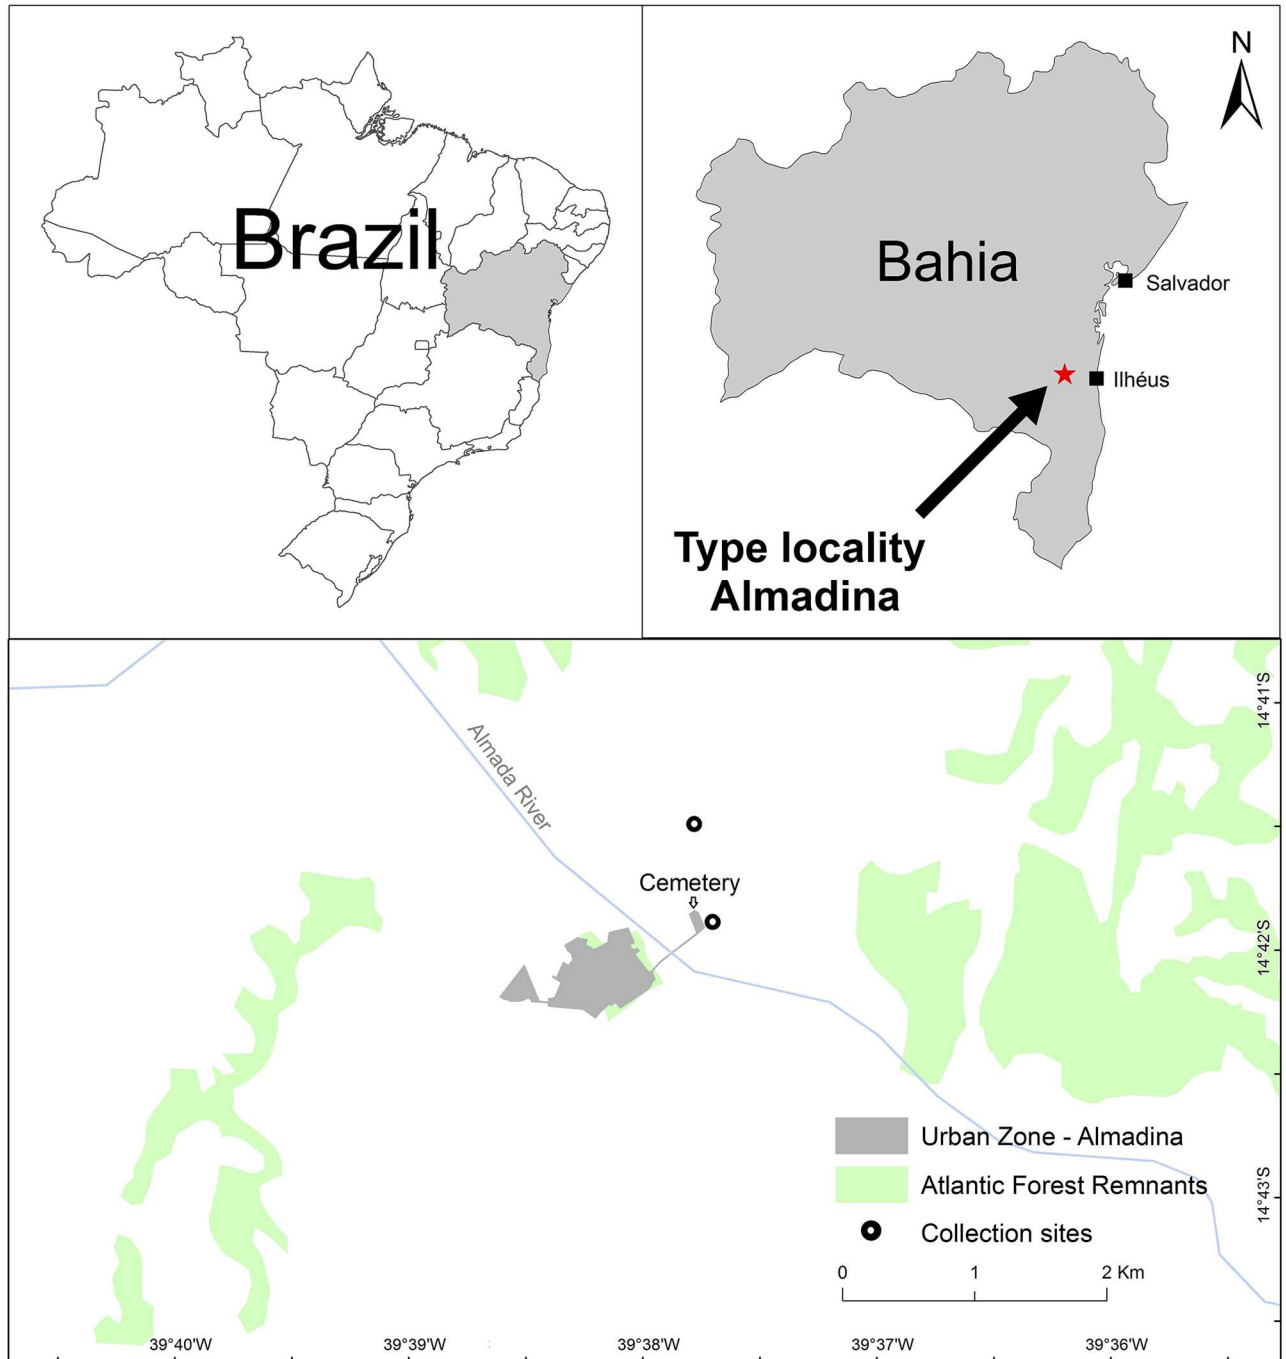 Brazil
N
Bahia
Salvador
Ilhéus
Type locality
Almadina
Almada River
Cemetery
14°41'S
14°42'S
14°43'S
Urban Zone - Almadina
Atlantic Forest Remnants
Collection sites
0 1 2 Km
39°40'W 39°39'W 39°38'W 39°37'W 39°36'W